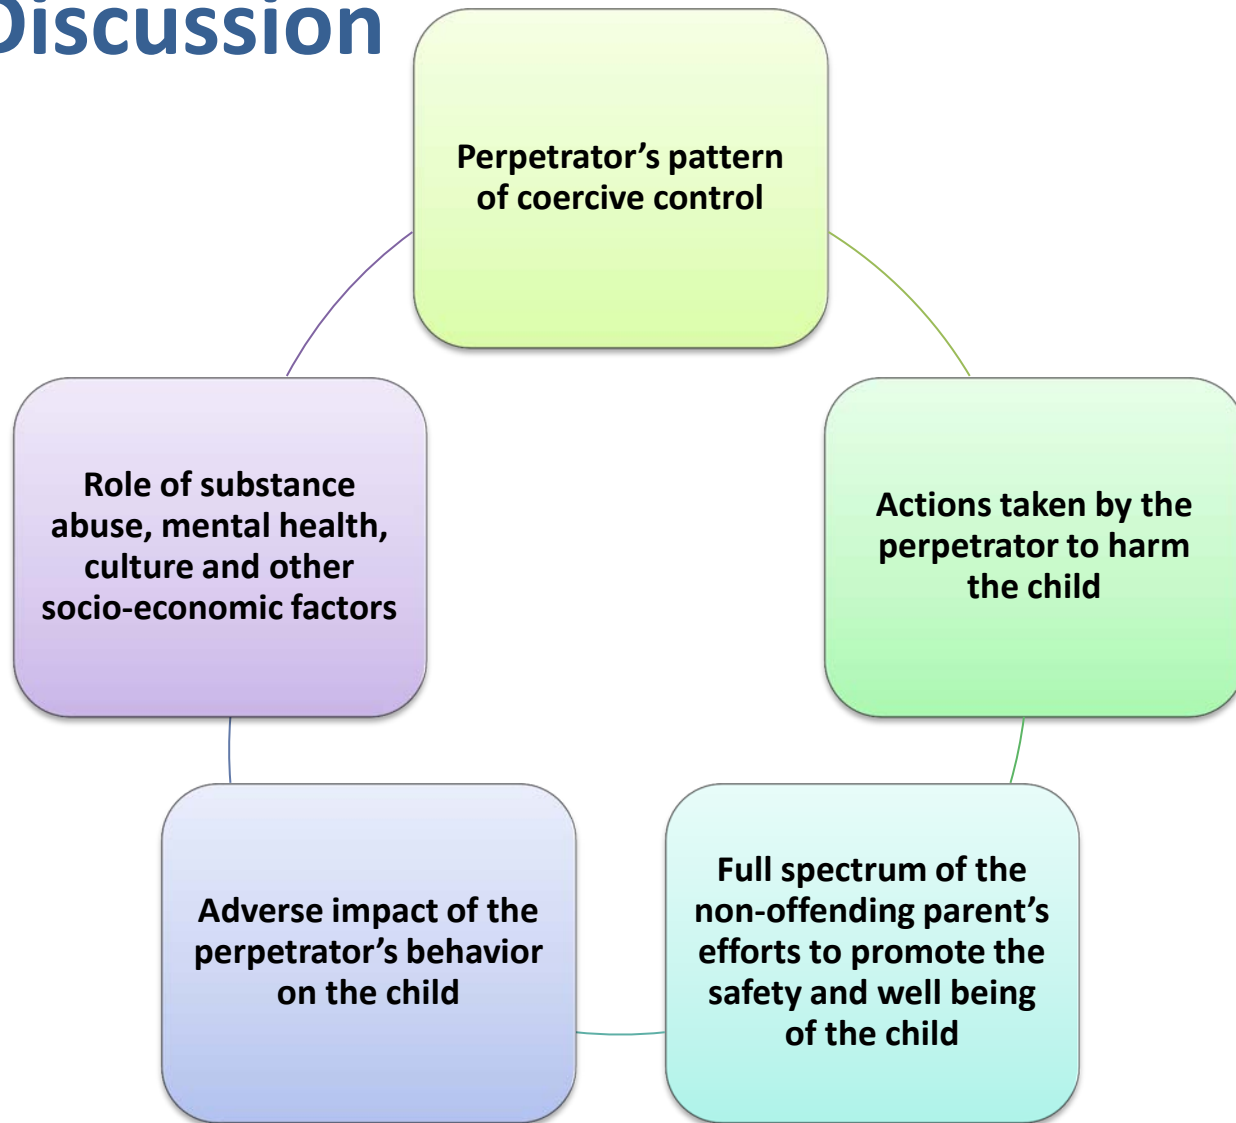 Discussion
Perpetrator’s pattern
of coercive control
Actions taken by the
perpetrator to harm
the child
Full spectrum of the
non-offending parent’s
efforts to promote the
safety and well being
of the child
Adverse impact of the
perpetrator’s behavior
on the child
Role of substance
abuse, mental health,
culture and other
socio-economic factors